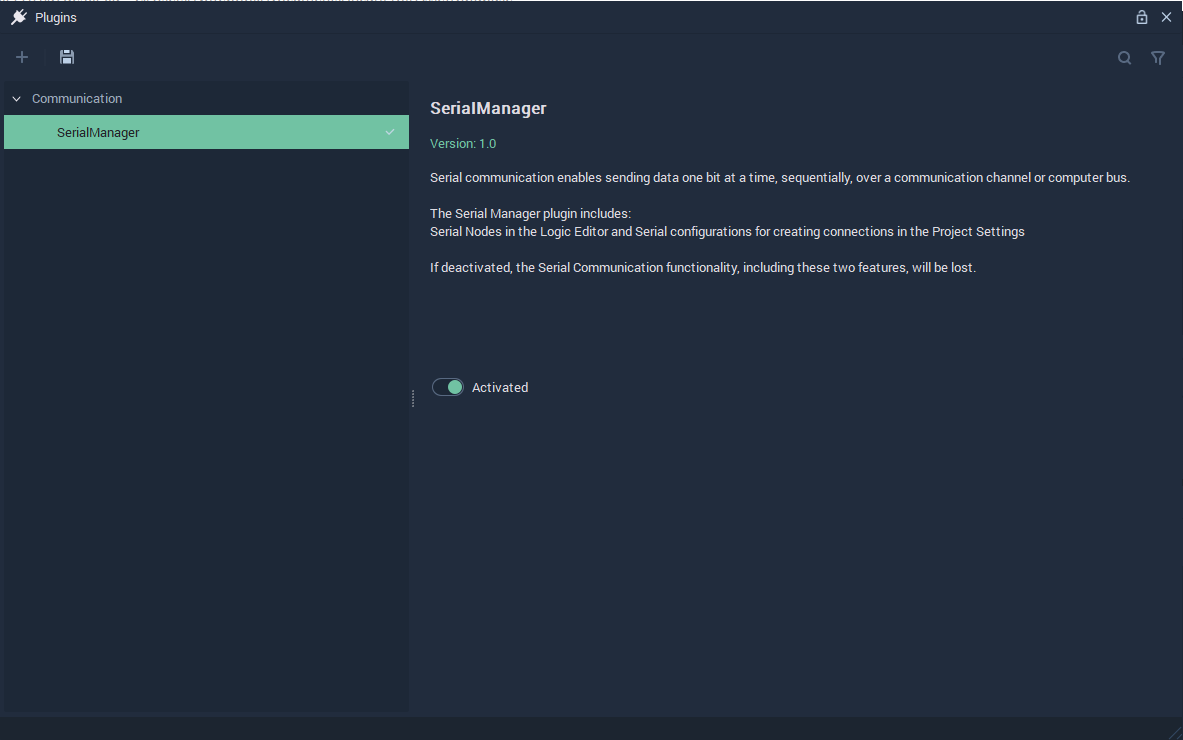 Plugins
Communication
SerialManager
SerialManager
Version: 1.0
Serial communication enables sending data one bit at a time, sequentially, over a communication channel or computer bus.
The Serial Manager plugin includes:
Serial Nodes in the Logic Editor and Serial configurations for creating connections in the Project Settings
If deactivated, the Serial Communication functionality, including these two features, will be lost.
Activated